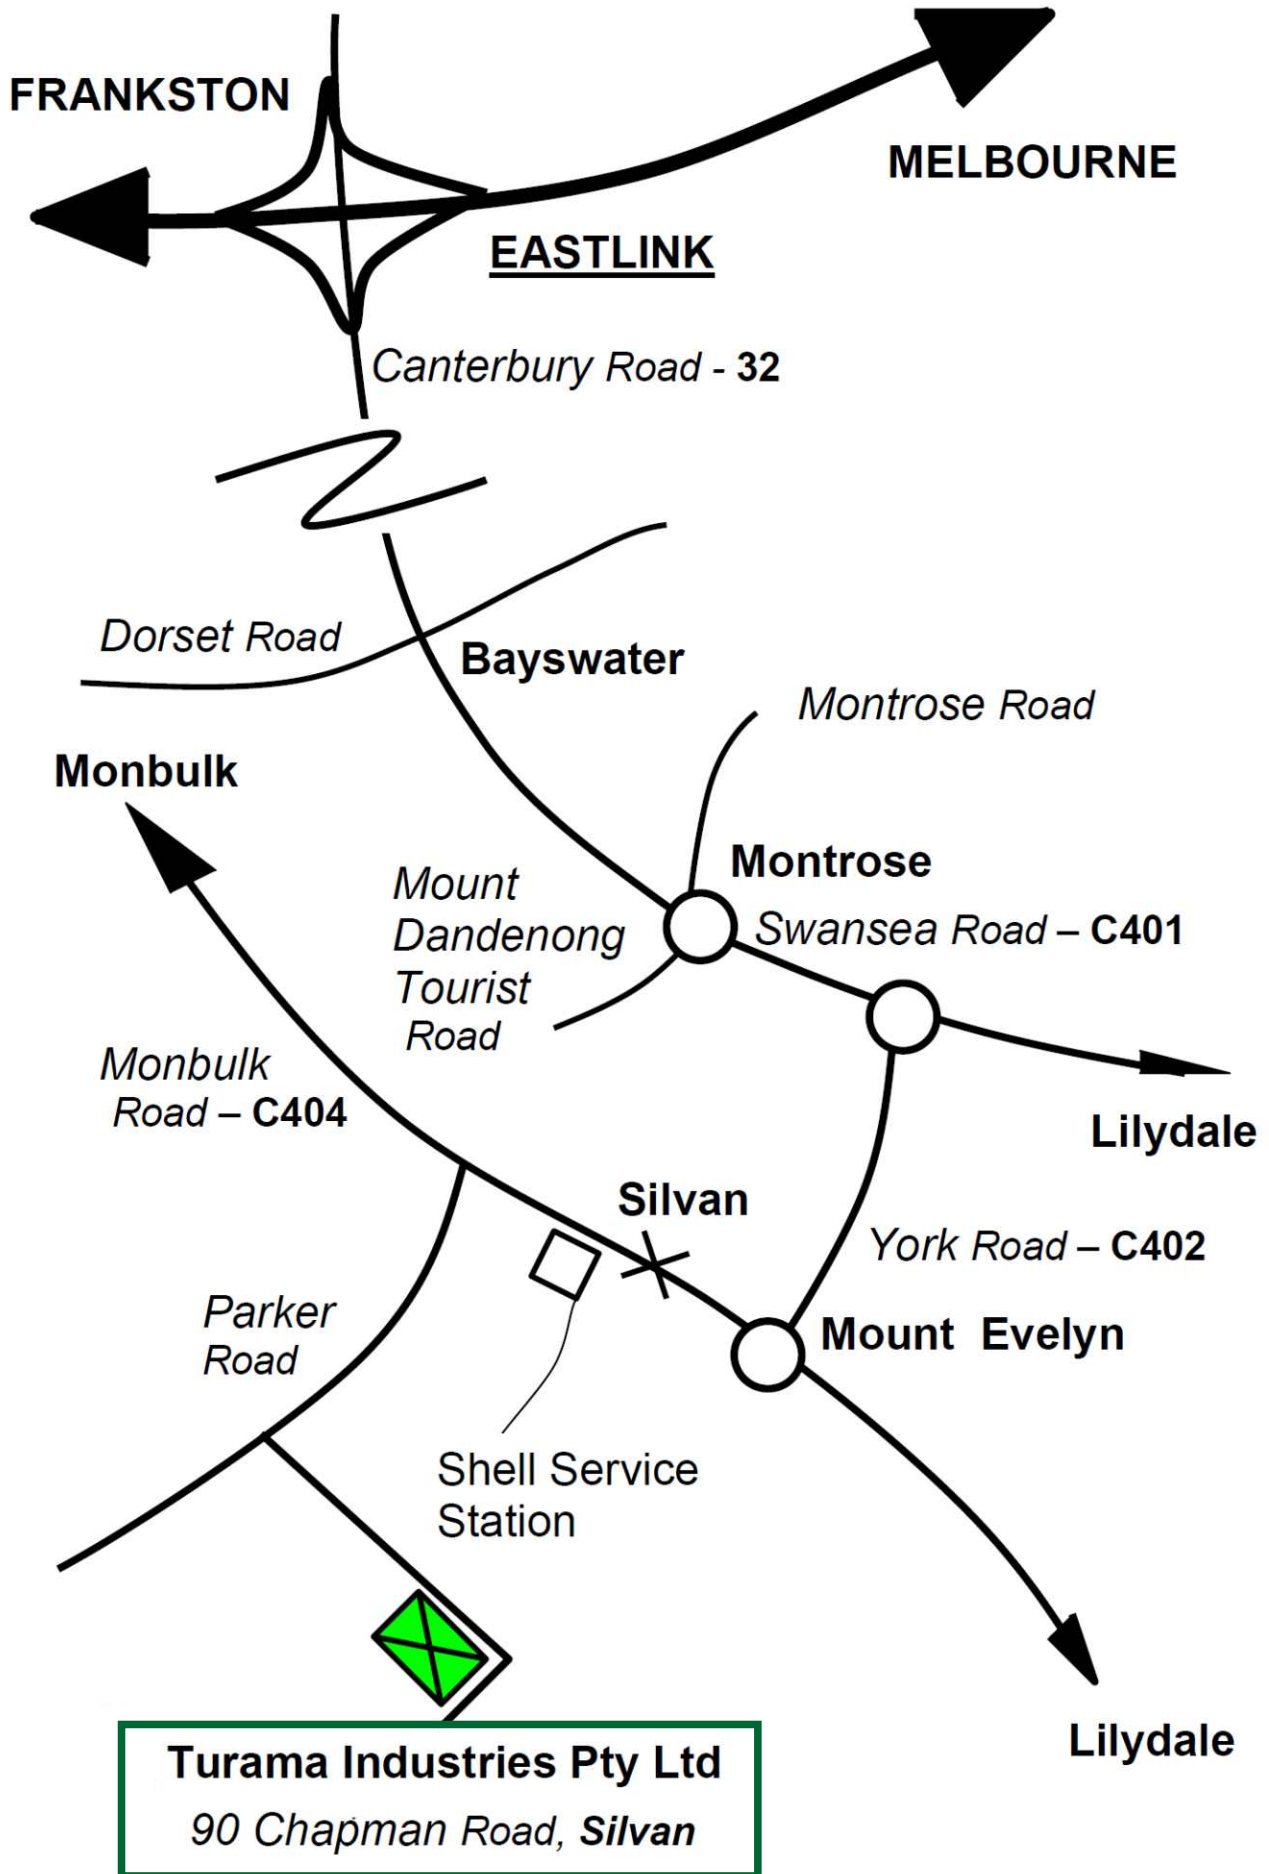 FRANKSTON
MELBOURNE
EASTLINK
Canterbury Road - 32
Dorset Road
Bayswater
Montrose Road
Monbulk
Montrose
Mount
Dandenong
Tourist
Road
Swansea Road – C401
Monbulk
Road – C404
Lilydale
Silvan
York Road – C402
Parker
Road
Mount Evelyn
Shell Service
Station
Lilydale
Turama Industries Pty Ltd
90 Chapman Road, Silvan